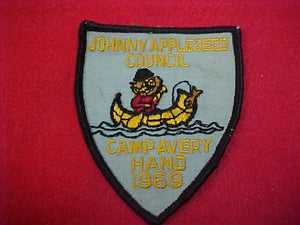 JOHNNY APPLESEED
COUNCIL
CAMP AVERY
HAND
1969